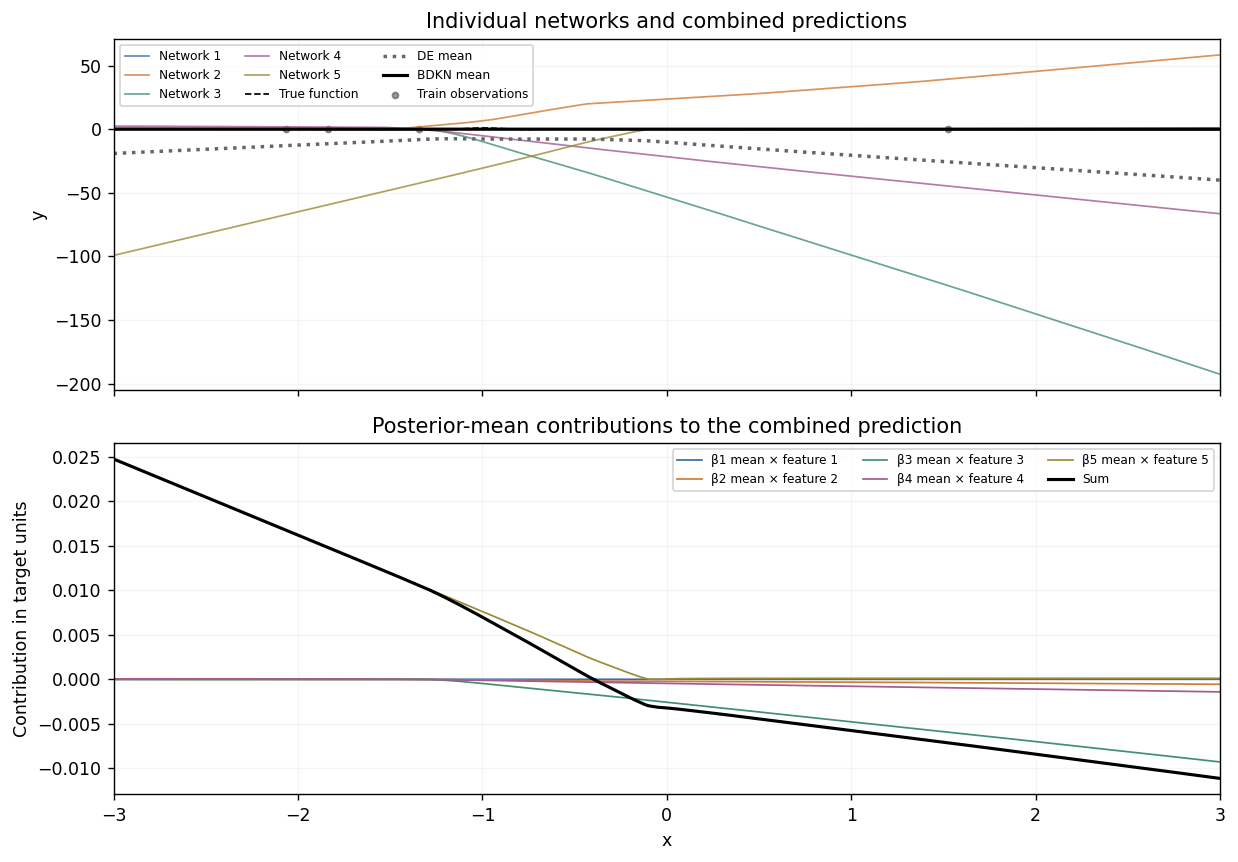 Individual networks and combined predictions
Network 1
Network 2
Network 3
Network 4
Network 5
True function
DE mean
BDKN mean
Train observations
50
0
−50
−100
−150
−200
y
Posterior-mean contributions to the combined prediction
β1 mean × feature 1
β2 mean × feature 2
β3 mean × feature 3
β4 mean × feature 4
β5 mean × feature 5
Sum
0.025
0.020
0.015
0.010
0.005
0.000
−0.005
−0.010
Contribution in target units
−3 −2 −1 0 1 2 3
x